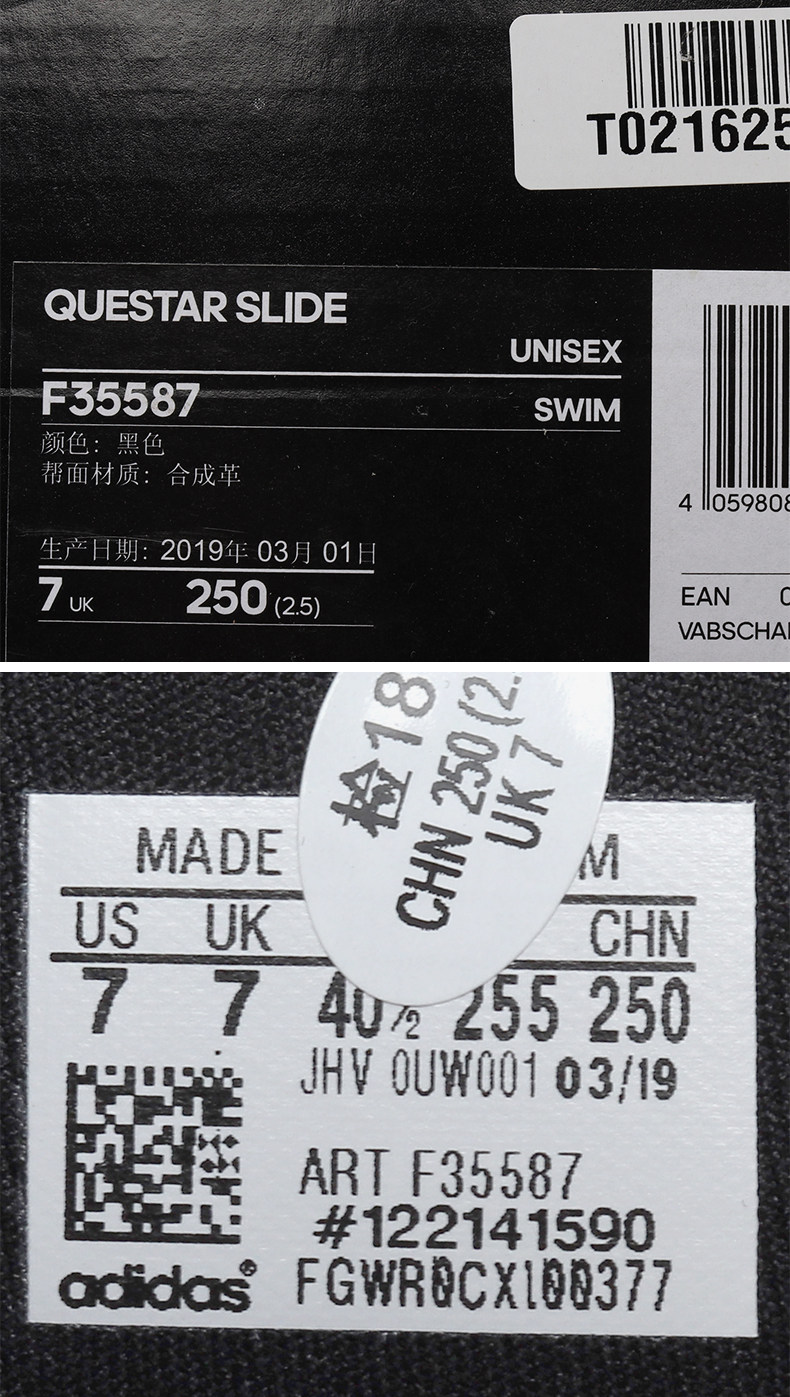 T021625
QUESTAR SLIDE
UNISEX
F35587
SWIM
颜色: 黑色
帮面材质: 合成革
生产日期: 2019年 03月 01日
7 UK 250 (2.5)
4 059808
EAN
VABSCHA
检18
CHN 250(2.
UK 7
MADE M
US UK CHN
7 7 40½ 255 250
JHV 0UW001 03/19
ART F35587
#122141590
adidas® FGWR0CX100377